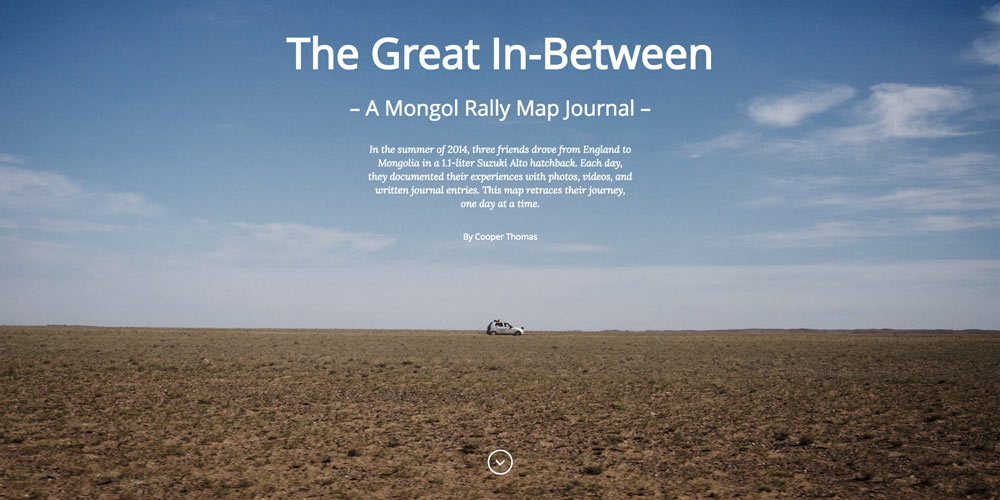 The Great In-Between
– A Mongol Rally Map Journal –
In the summer of 2014, three friends drove from England to
Mongolia in a 1.1-liter Suzuki Alto hatchback. Each day,
they documented their experiences with photos, videos, and
written journal entries. This map retraces their journey,
one day at a time.
By Cooper Thomas